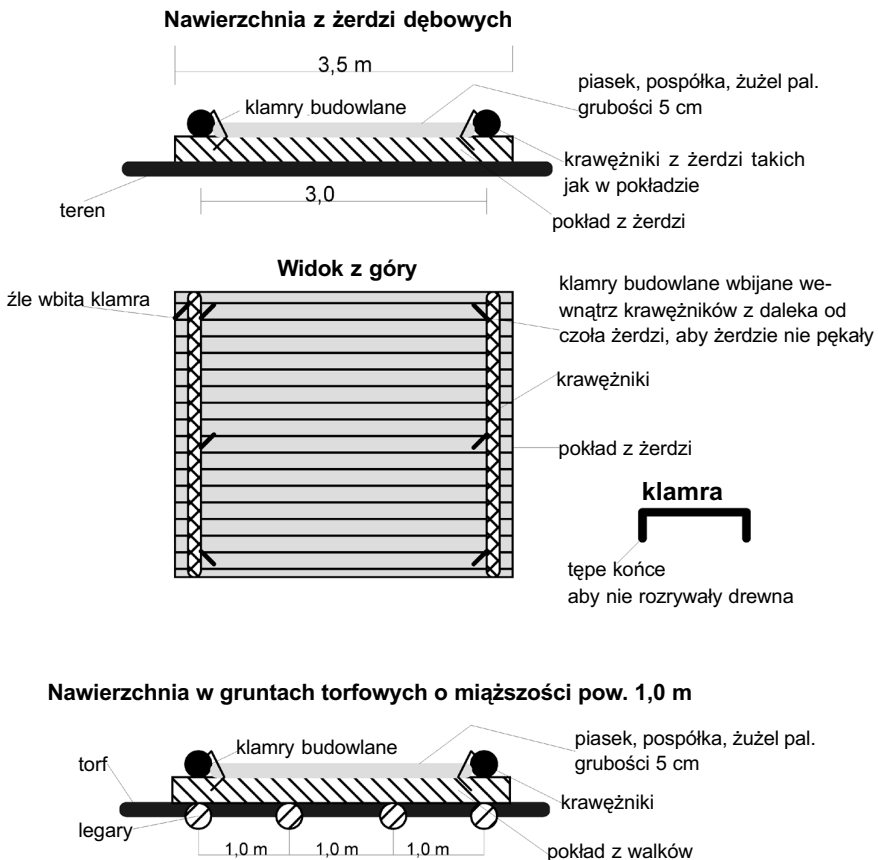 Nawierzchnia z żerdzi dębowych
3,5 m
klamry budowlane
piasek, pospółka, żużel pal.
grubości 5 cm
krawężniki z żerdzi takich
jak w pokładzie
3,0
teren
pokład z żerdzi
Widok z góry
źle wbita klamra
klamry budowlane wbijane we-
wnątrz krawężników z daleka od
czoła żerdzi, aby żerdzie nie pękały
krawężniki
pokład z żerdzi
klamra
tępe końce
aby nie rozrywały drewna
Nawierzchnia w gruntach torfowych o miąższości pow. 1,0 m
klamry budowlane
piasek, pospółka, żużel pal.
grubości 5 cm
torf
krawężniki
legary
1,0 m 1,0 m 1,0 m
pokład z walków